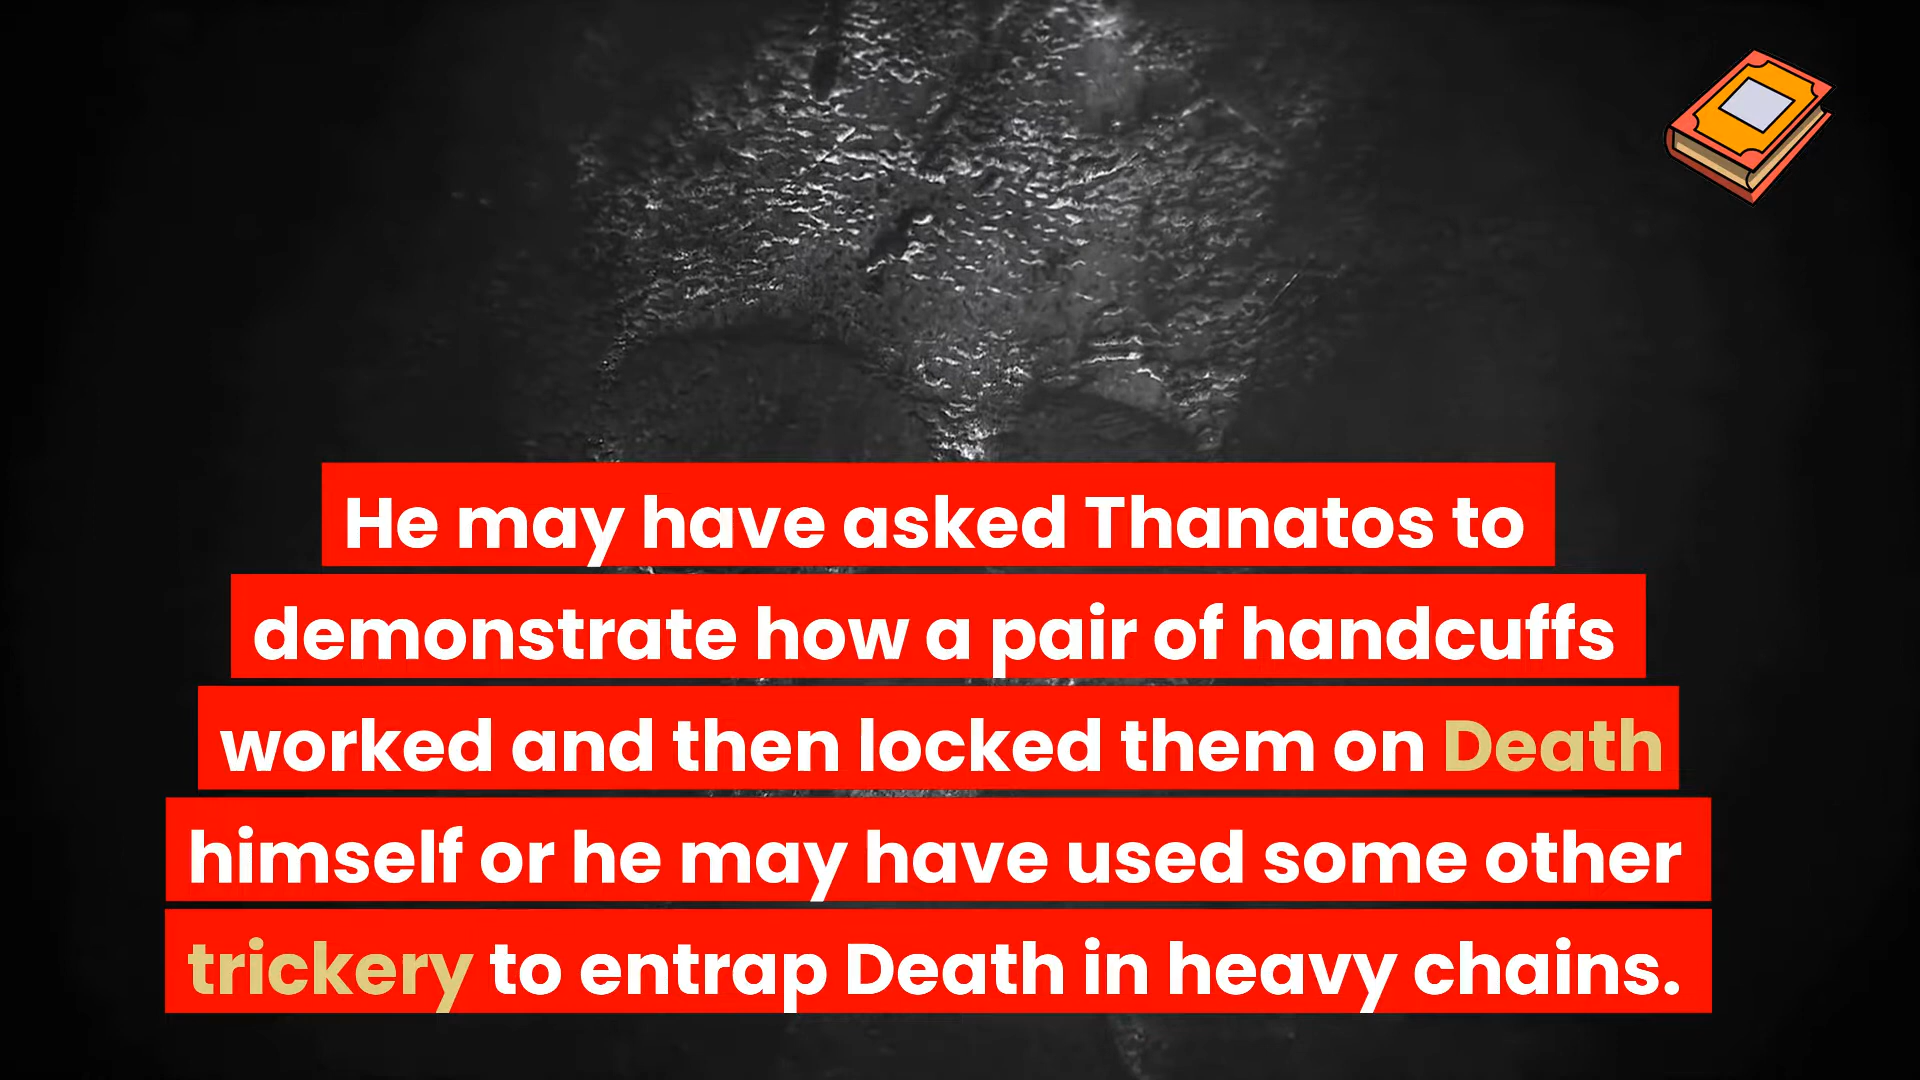 He may have asked Thanatos to
demonstrate how a pair of handcuffs
worked and then locked them on Death
himself or he may have used some other
trickery to entrap Death in heavy chains.